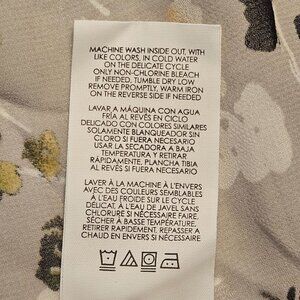 MACHINE WASH INSIDE OUT, WITH
LIKE COLORS, IN COLD WATER
ON THE DELICATE CYCLE
ONLY NON-CHLORINE BLEACH
IF NEEDED, TUMBLE DRY LOW
REMOVE PROMPTLY, WARM IRON
ON THE REVERSE SIDE IF NEEDED
LAVAR A MÁQUINA CON AGUA
FRÍA AL REVÉS EN CICLO
DELICADO CON COLORES SIMILARES
SOLAMENTE BLANQUEADOR SIN
CLORO SI FUERA NECESARIO
USAR LA SECADORA A BAJA
TEMPERATURA Y RETIRAR
RÁPIDAMENTE, PLANCHA TIBIA
AL REVÉS SI FUERA NECESARIO
LAVER À LA MACHINE À L'ENVERS
AVEC DES COULEURS SEMBLABLES
À L'EAU FROIDE SUR LE CYCLE
DÉLICAT, À L'EAU DE JAVEL SANS
CHLORURE SI NÉCESSAIRE FAIRE.
SÉCHER À BASSE TEMPÉRATURE.
RETIRER RAPIDEMENT. REPASSER À
CHAUD EN ENVERS SI NÉCESSAIRE